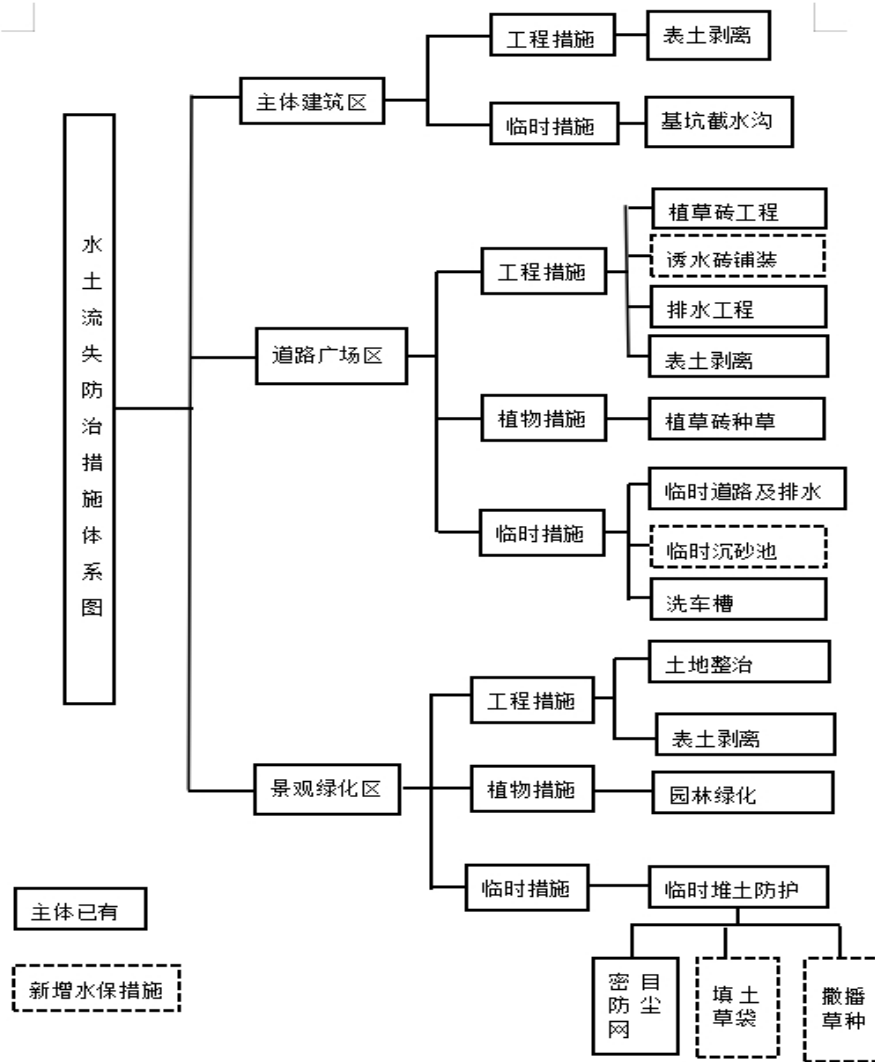 水土流失防治措施体系图
主体建筑区
工程措施
表土剥离
临时措施
基坑截水沟
道路广场区
工程措施
植草砖工程
诱水砖铺装
排水工程
表土剥离
植物措施
植草砖种草
临时措施
临时道路及排水
临时沉砂池
洗车槽
景观绿化区
工程措施
土地整治
表土剥离
植物措施
园林绿化
临时措施
临时堆土防护
密目
防尘
网
填土
草袋
撒播
草种
主体已有
新增水保措施